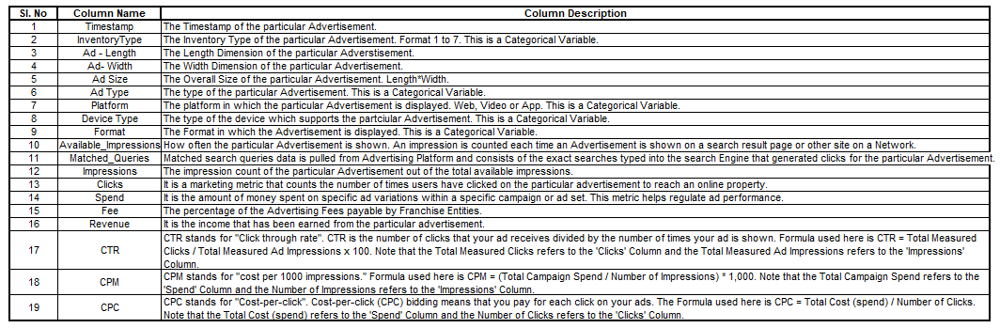 Sl. No Column Name Column Description
1 Timestamp The Timestamp of the particular Advertisement.
2 InventoryType The Inventory Type of the particular Advertisement. Format 1 to 7. This is a Categorical Variable.
3 Ad - Length The Length Dimension of the particular Adverstisement.
4 Ad- Width The Width Dimension of the particular Advertisement.
5 Ad Size The Overall Size of the particular Advertisement. Length*Width.
6 Ad Type The type of the particular Advertisement. This is a Categorical Variable.
7 Platform The platform in which the particular Advertisement is displayed. Web, Video or App. This is a Categorical Variable.
8 Device Type The type of the device which supports the partciular Advertisement. This is a Categorical Variable.
9 Format The Format in which the Advertisement is displayed. This is a Categorical Variable.
10 Available_Impressions How often the particular Advertisement is shown. An impression is counted each time an Advertisement is shown on a search result page or other site on a Network.
11 Matched_Queries Matched search queries data is pulled from Advertising Platform and consists of the exact searches typed into the search Engine that generated clicks for the particular Advertisement.
12 Impressions The impression count of the particular Advertisement out of the total available impressions.
13 Clicks It is a marketing metric that counts the number of times users have clicked on the particular advertisement to reach an online property.
14 Spend It is the amount of money spent on specific ad variations within a specific campaign or ad set. This metric helps regulate ad performance.
15 Fee The percentage of the Advertising Fees payable by Franchise Entities.
16 Revenue It is the income that has been earned from the particular advertisement.
17 CTR CTR stands for "Click through rate". CTR is the number of clicks that your ad receives divided by the number of times your ad is shown. Formula used here is CTR = Total Measured
Clicks / Total Measured Ad Impressions x 100. Note that the Total Measured Clicks refers to the 'Clicks' Column and the Total Measured Ad Impressions refers to the 'Impressions'
Column.
18 CPM CPM stands for "cost per 1000 impressions." Formula used here is CPM = (Total Campaign Spend / Number of Impressions) * 1,000. Note that the Total Campaign Spend refers to the
'Spend' Column and the Number of Impressions refers to the 'Impressions' Column.
19 CPC CPC stands for "Cost-per-click". Cost-per-click (CPC) bidding means that you pay for each click on your ads. The Formula used here is CPC = Total Cost (spend) / Number of Clicks.
Note that the Total Cost (spend) refers to the 'Spend' Column and the Number of Clicks refers to the 'Clicks' Column.